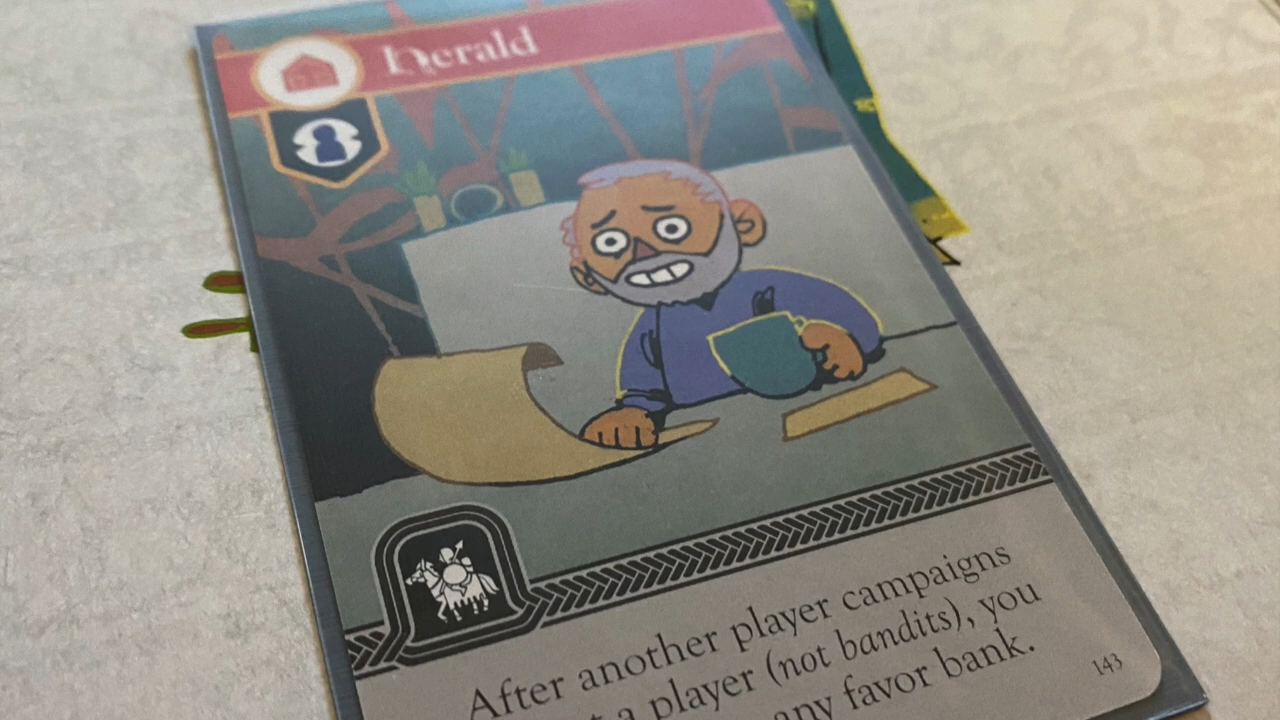 Herald
After another player campaigns
a player (not bandits), you
any favor bank.
143